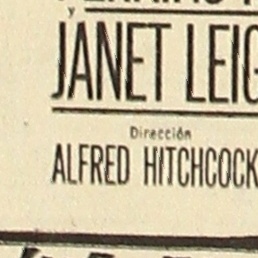 y
JANET LEIG
Dirección
ALFRED HITCHCOCK